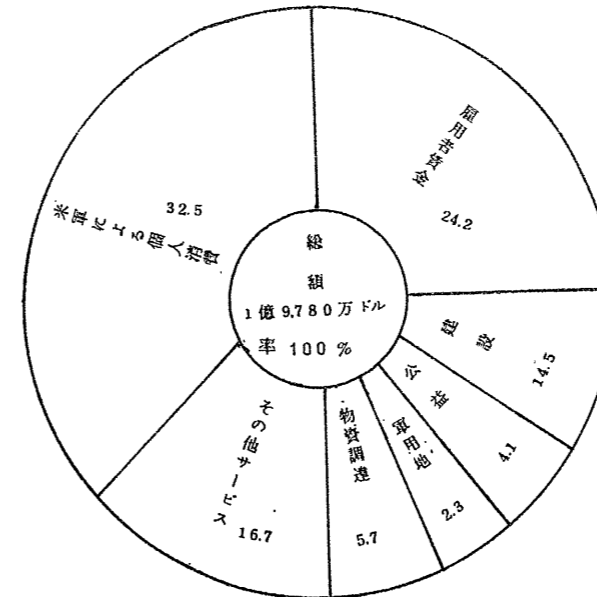 総額
1億9,780万ドル
率 100 %
雇用者賃金
24.2
建設
14.5
公益
4.1
軍用地
2.3
物資調達
5.7
その他サービス
16.7
米軍による個人消費
32.5